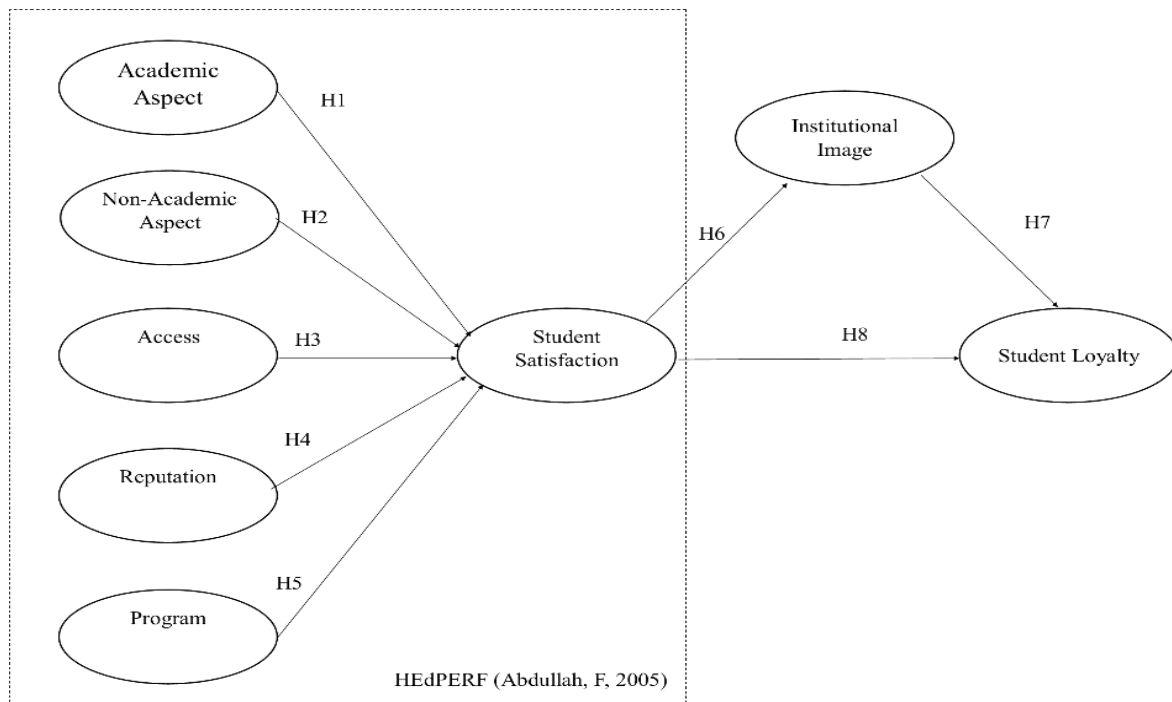 Academic
Aspect
H1
Institutional
Image
Non-Academic
Aspect
H2
H6
H7
Access
H3
Student
Satisfaction
H8
Student Loyalty
Reputation
H4
Program
H5
HEdPERF (Abdullah, F, 2005)